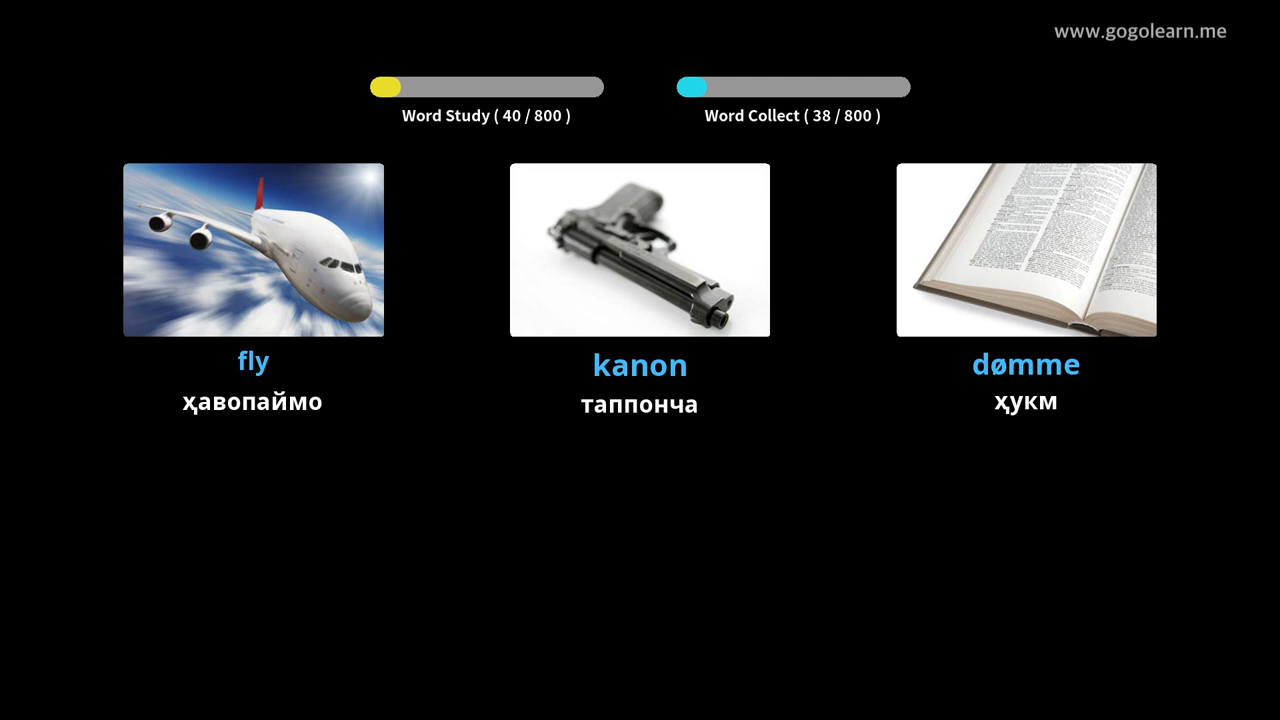 www.gogolearn.me
Word Study ( 40 / 800 )
Word Collect ( 38 / 800 )
fly
kanon
dømme
ҳавопаймо
таппонча
ҳукм